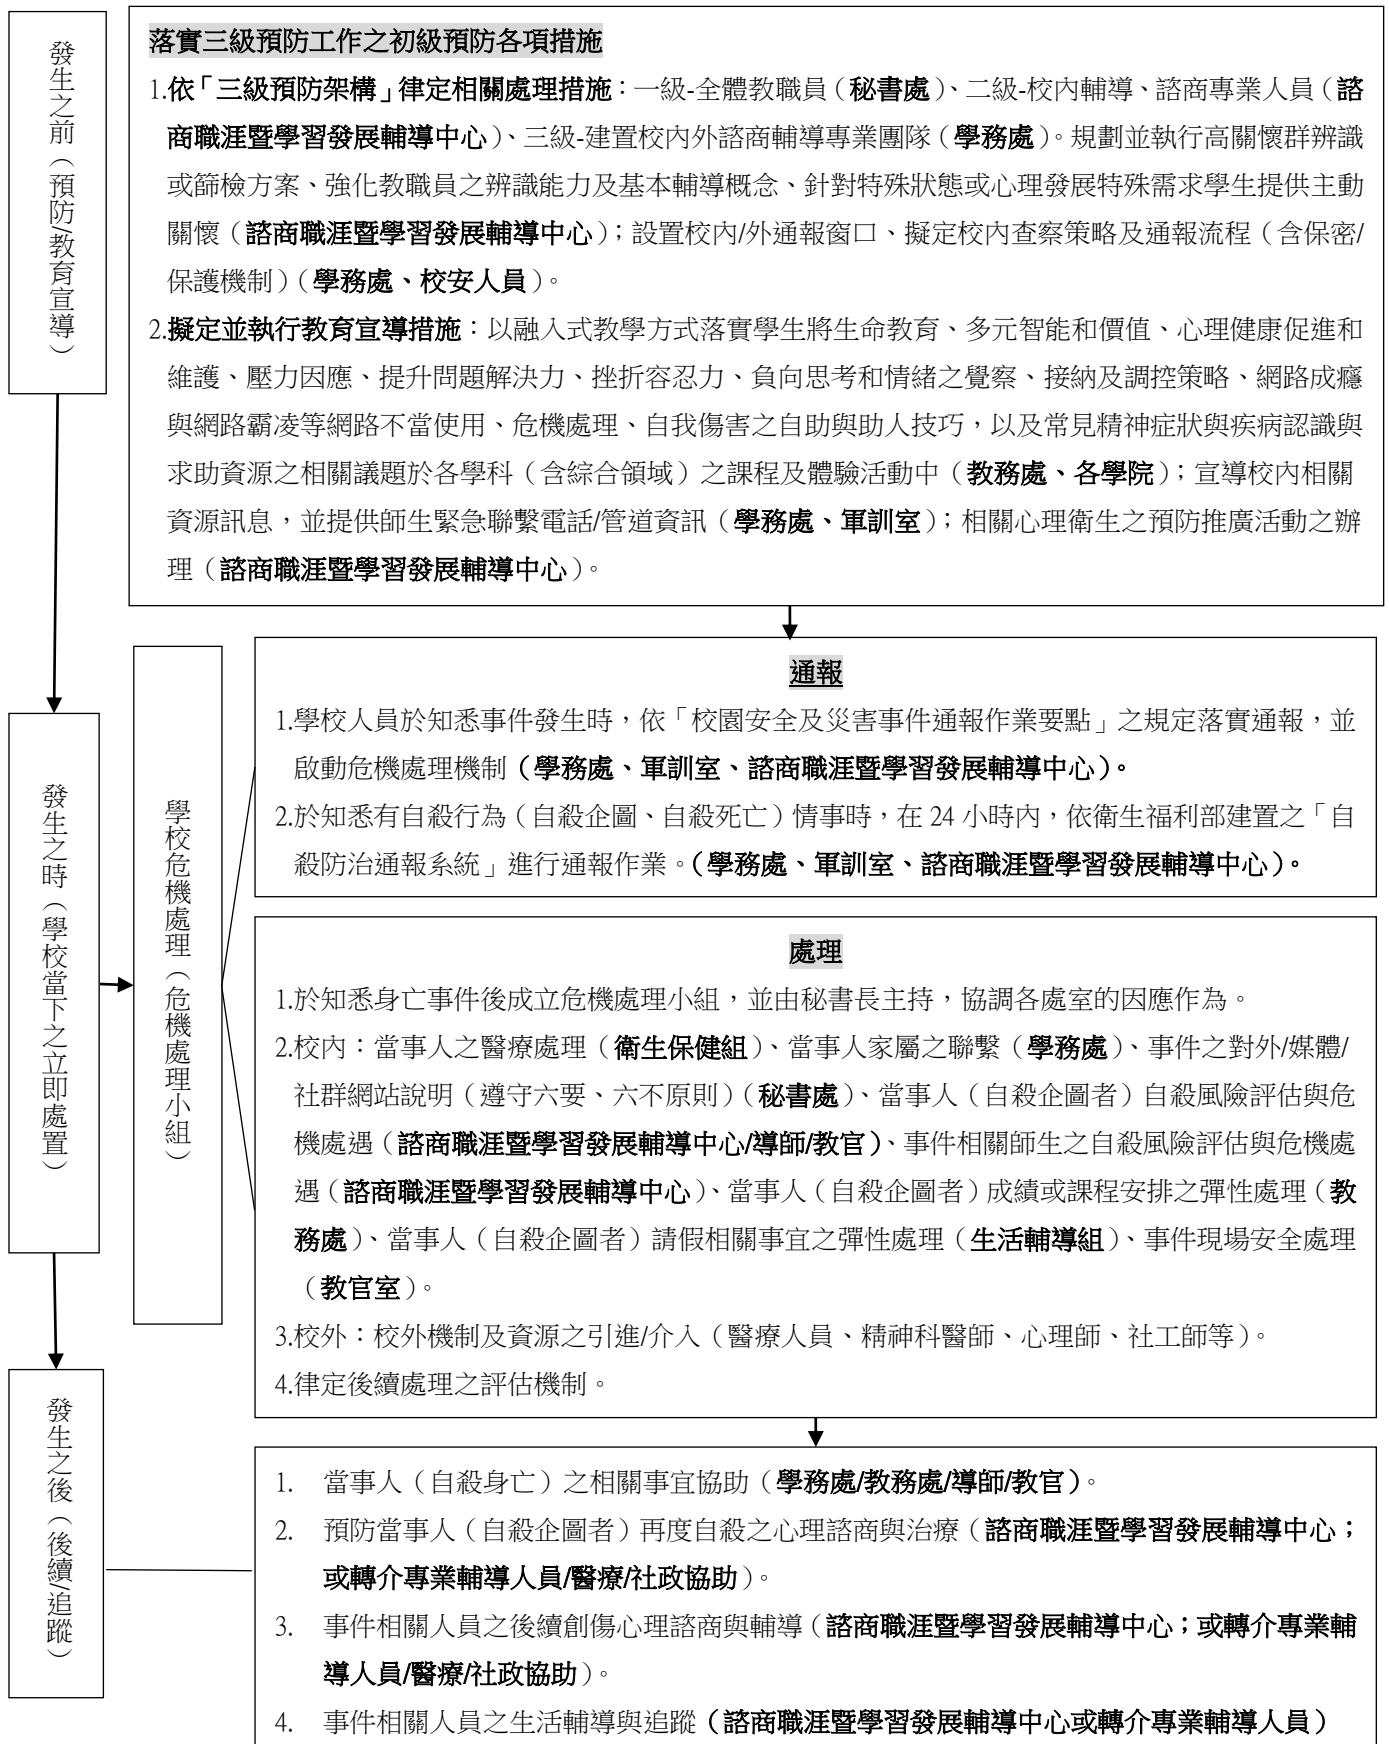 發生之前（預防/教育宣導）
落實三級預防工作之初級預防各項措施
1.依「三級預防架構」律定相關處理措施：一級-全體教職員（秘書處）、二級-校內輔導、諮商專業人員（諮
商職涯暨學習發展輔導中心）、三級-建置校內外諮商輔導專業團隊（學務處）。規劃並執行高關懷群辨識
或篩檢方案、強化教職員之辨識能力及基本輔導概念、針對特殊狀態或心理發展特殊需求學生提供主動
關懷（諮商職涯暨學習發展輔導中心）；設置校內/外通報窗口、擬定校內查察策略及通報流程（含保密/
保護機制）（學務處、校安人員）。
2.擬定並執行教育宣導措施：以融入式教學方式落實學生將生命教育、多元智能和價值、心理健康促進和
維護、壓力因應、提升問題解決力、挫折容忍力、負向思考和情緒之覺察、接納及調控策略、網路成癮
與網路霸凌等網路不當使用、危機處理、自我傷害之自助與助人技巧，以及常見精神症狀與疾病認識與
求助資源之相關議題於各學科（含綜合領域）之課程及體驗活動中（教務處、各學院）；宣導校內相關
資源訊息，並提供師生緊急聯繫電話/管道資訊（學務處、軍訓室）；相關心理衛生之預防推廣活動之辦
理（諮商職涯暨學習發展輔導中心）。
發生之時（學校當下之立即處置）
學校危機處理（危機處理小組）
通報
1.學校人員於知悉事件發生時，依「校園安全及災害事件通報作業要點」之規定落實通報，並
啟動危機處理機制（學務處、軍訓室、諮商職涯暨學習發展輔導中心）。
2.於知悉有自殺行為（自殺企圖、自殺死亡）情事時，在 24 小時內，依衛生福利部建置之「自
殺防治通報系統」進行通報作業。（學務處、軍訓室、諮商職涯暨學習發展輔導中心）。
處理
1.於知悉身亡事件後成立危機處理小組，並由秘書長主持，協調各處室的因應作為。
2.校內：當事人之醫療處理（衛生保健組）、當事人家屬之聯繫（學務處）、事件之對外/媒體/
社群網站說明（遵守六要、六不原則）（秘書處）、當事人（自殺企圖者）自殺風險評估與危
機處遇（諮商職涯暨學習發展輔導中心/導師/教官）、事件相關師生之自殺風險評估與危機處
遇（諮商職涯暨學習發展輔導中心）、當事人（自殺企圖者）成績或課程安排之彈性處理（教
務處）、當事人（自殺企圖者）請假相關事宜之彈性處理（生活輔導組）、事件現場安全處理
（教官室）。
3.校外：校外機制及資源之引進/介入（醫療人員、精神科醫師、心理師、社工師等）。
4.律定後續處理之評估機制。
發生之後（後續/追蹤）
1. 當事人（自殺身亡）之相關事宜協助（學務處/教務處/導師/教官）。
2. 預防當事人（自殺企圖者）再度自殺之心理諮商與治療（諮商職涯暨學習發展輔導中心；
或轉介專業輔導人員/醫療/社政協助）。
3. 事件相關人員之後續創傷心理諮商與輔導（諮商職涯暨學習發展輔導中心；或轉介專業輔
導人員/醫療/社政協助）。
4. 事件相關人員之生活輔導與追蹤（諮商職涯暨學習發展輔導中心或轉介專業輔導人員）